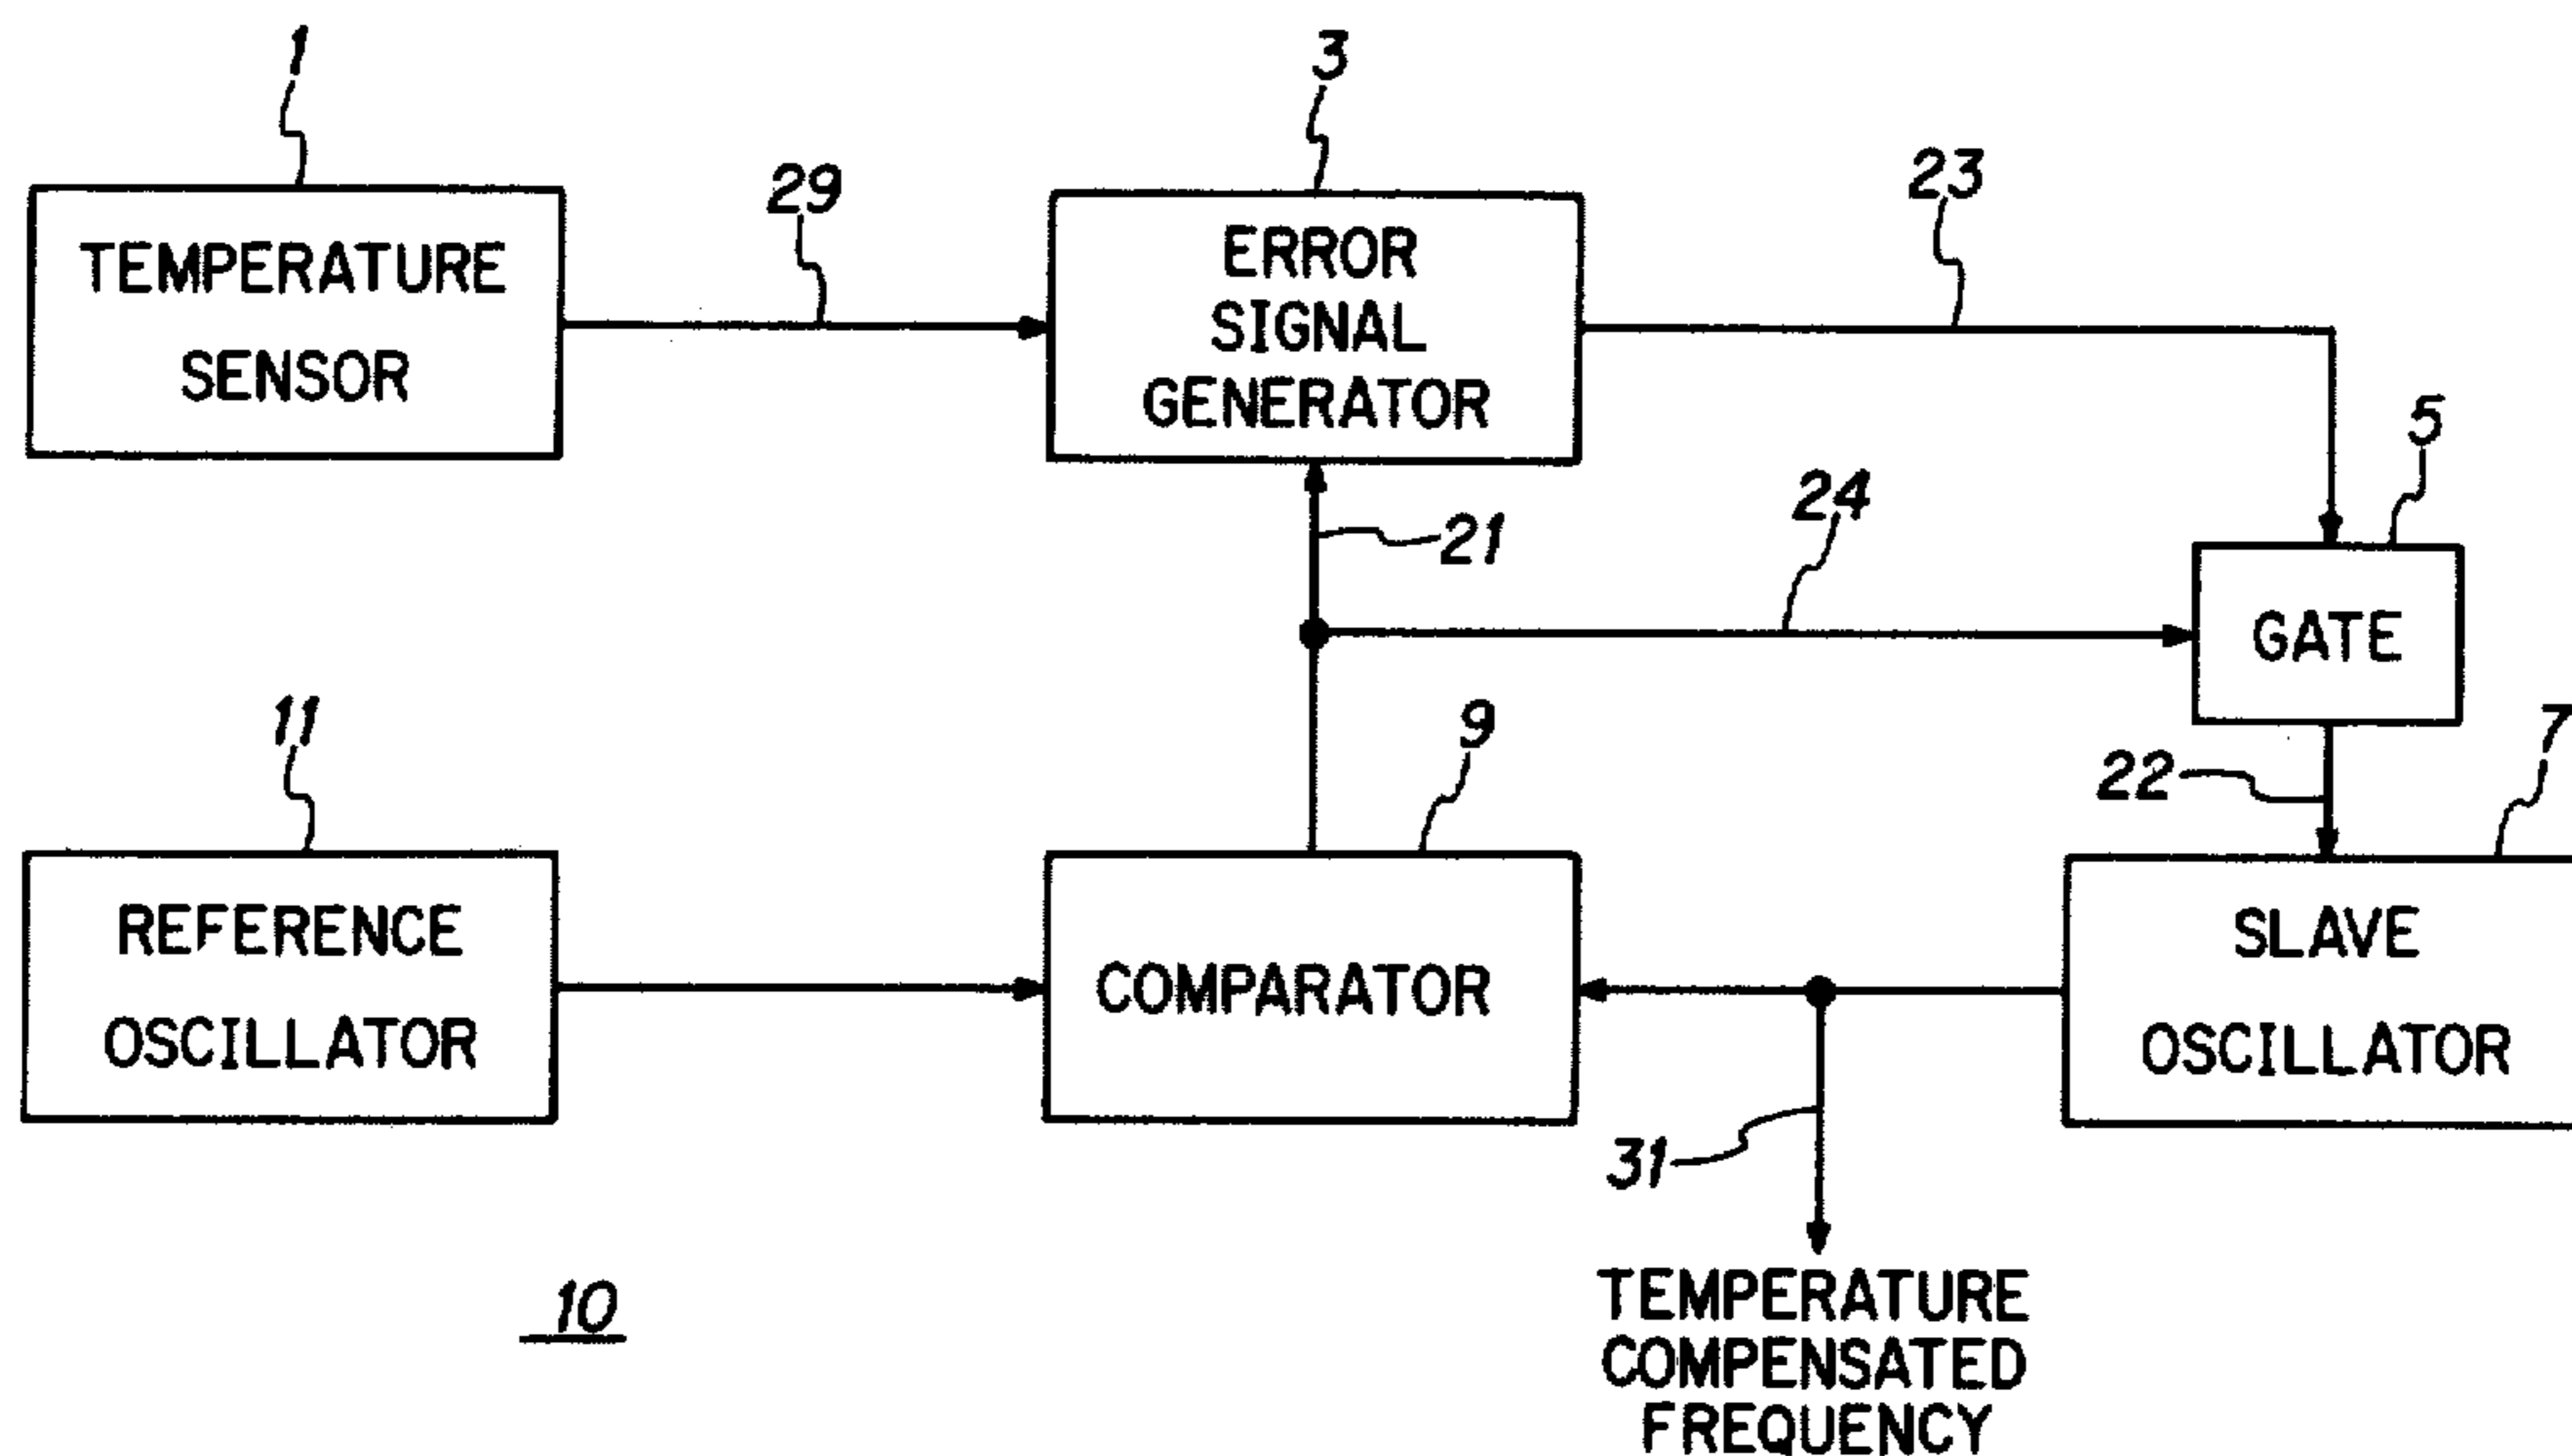 1
3
29
23
TEMPERATURE
SENSOR
ERROR
SIGNAL
GENERATOR
5
21
24
GATE
11
9
22
7
REFERENCE
OSCILLATOR
COMPARATOR
SLAVE
OSCILLATOR
31
10
TEMPERATURE
COMPENSATED
FREQUENCY